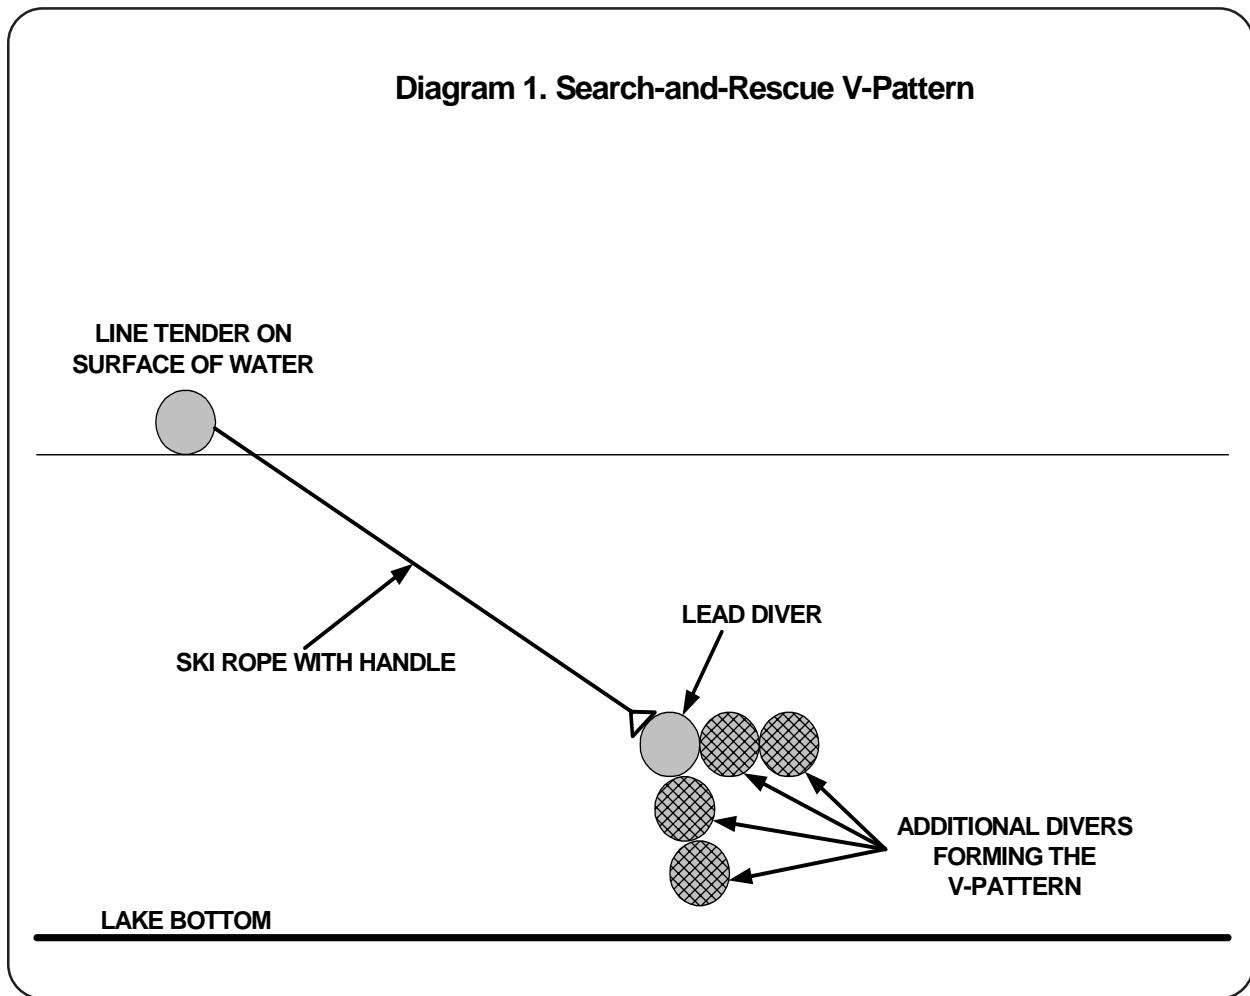 Diagram 1. Search-and-Rescue V-Pattern
LINE TENDER ON
SURFACE OF WATER
LEAD DIVER
SKI ROPE WITH HANDLE
ADDITIONAL DIVERS
FORMING THE
V-PATTERN
LAKE BOTTOM